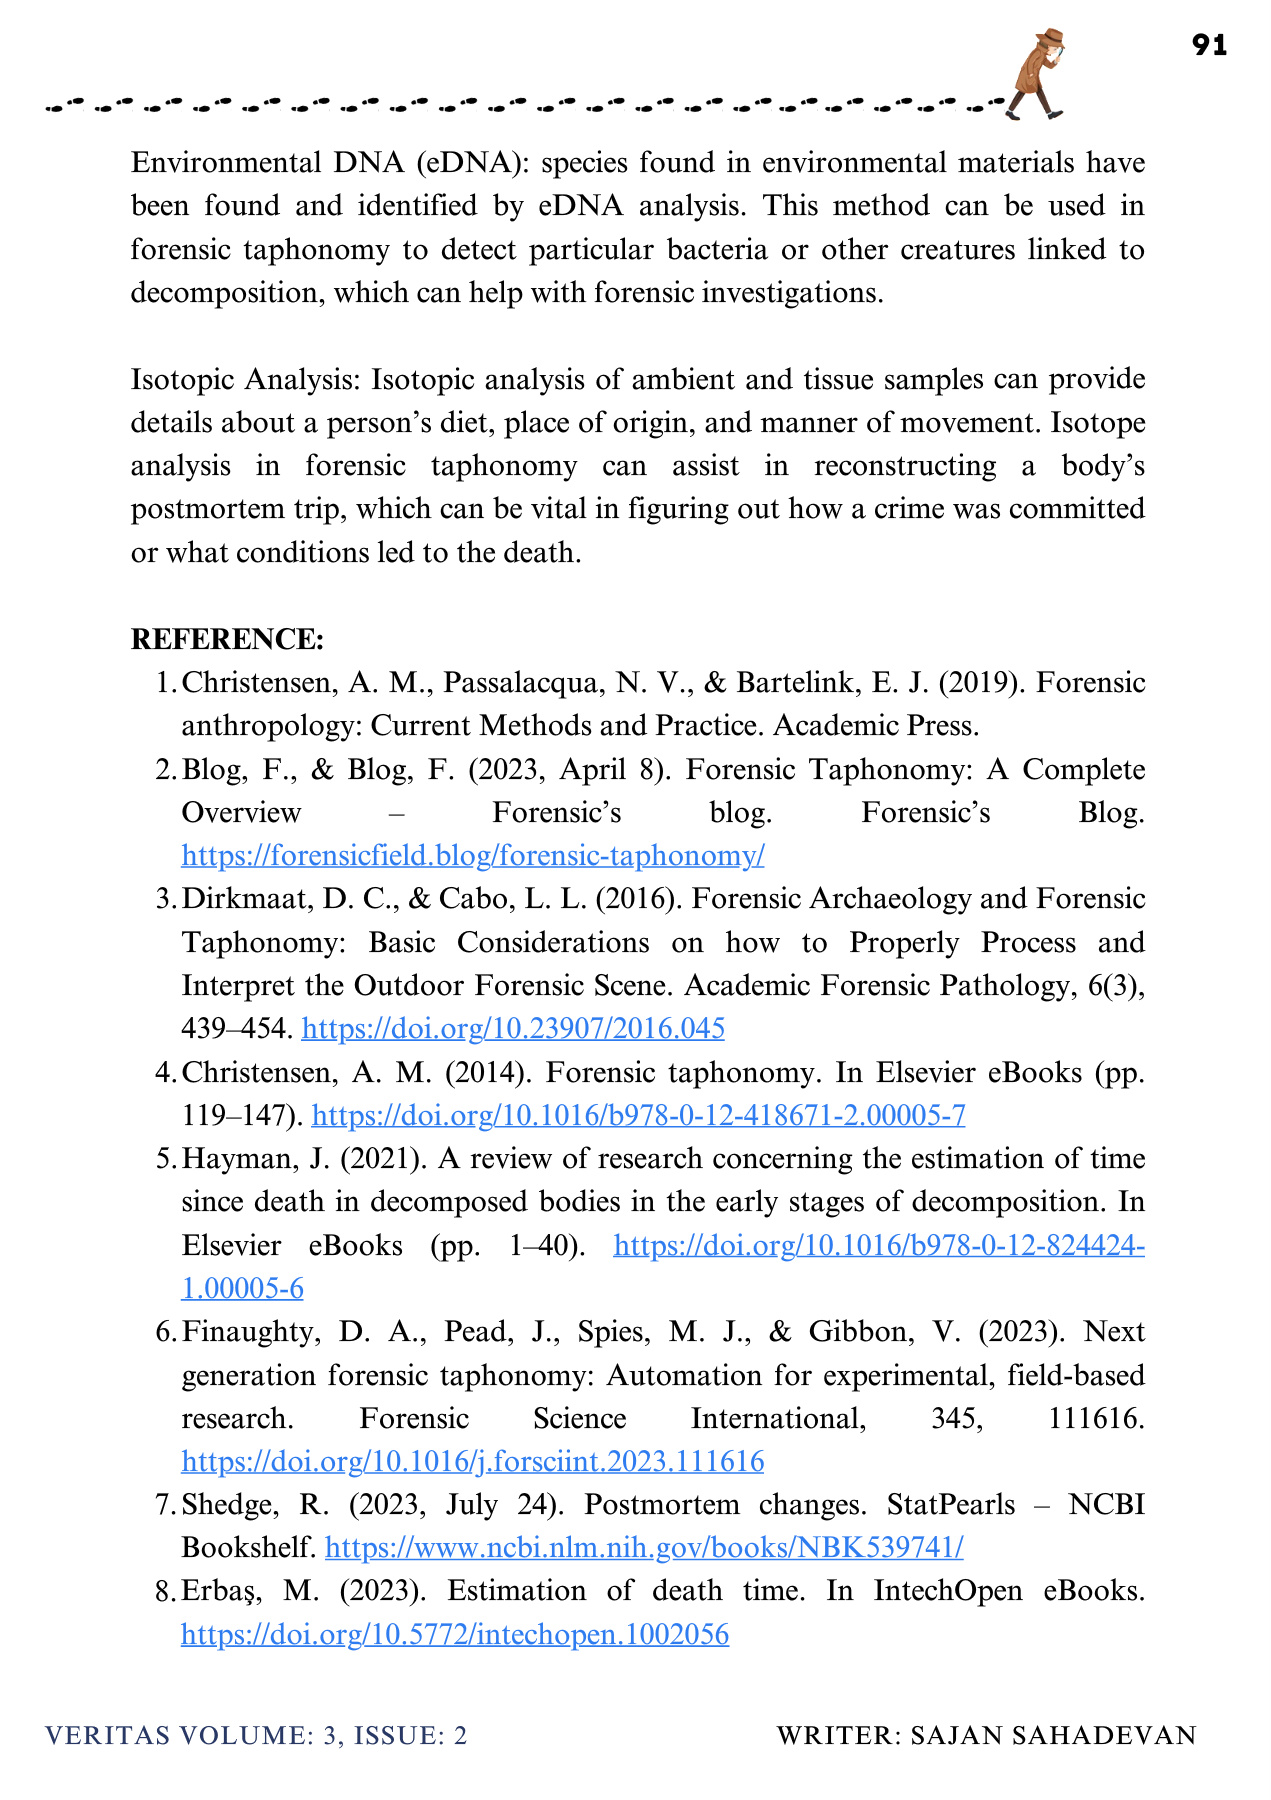 91
Environmental DNA (eDNA): species found in environmental materials have
been found and identified by eDNA analysis. This method can be used in
forensic taphonomy to detect particular bacteria or other creatures linked to
decomposition, which can help with forensic investigations.
Isotopic Analysis: Isotopic analysis of ambient and tissue samples can provide
details about a person’s diet, place of origin, and manner of movement. Isotope
analysis in forensic taphonomy can assist in reconstructing a body’s
postmortem trip, which can be vital in figuring out how a crime was committed
or what conditions led to the death.
REFERENCE:
1. Christensen, A. M., Passalacqua, N. V., & Bartelink, E. J. (2019). Forensic
anthropology: Current Methods and Practice. Academic Press.
2. Blog, F., & Blog, F. (2023, April 8). Forensic Taphonomy: A Complete
Overview – Forensic’s blog. Forensic’s Blog.
https://forensicfield.blog/forensic-taphonomy/
3. Dirkmaat, D. C., & Cabo, L. L. (2016). Forensic Archaeology and Forensic
Taphonomy: Basic Considerations on how to Properly Process and
Interpret the Outdoor Forensic Scene. Academic Forensic Pathology, 6(3),
439–454. https://doi.org/10.23907/2016.045
4. Christensen, A. M. (2014). Forensic taphonomy. In Elsevier eBooks (pp.
119–147). https://doi.org/10.1016/b978-0-12-418671-2.00005-7
5. Hayman, J. (2021). A review of research concerning the estimation of time
since death in decomposed bodies in the early stages of decomposition. In
Elsevier eBooks (pp. 1–40). https://doi.org/10.1016/b978-0-12-824424-
1.00005-6
6. Finaughty, D. A., Pead, J., Spies, M. J., & Gibbon, V. (2023). Next
generation forensic taphonomy: Automation for experimental, field-based
research. Forensic Science International, 345, 111616.
https://doi.org/10.1016/j.forsciint.2023.111616
7. Shedge, R. (2023, July 24). Postmortem changes. StatPearls – NCBI
Bookshelf. https://www.ncbi.nlm.nih.gov/books/NBK539741/
8. Erbaş, M. (2023). Estimation of death time. In IntechOpen eBooks.
https://doi.org/10.5772/intechopen.1002056
VERITAS VOLUME: 3, ISSUE: 2
WRITER: SAJAN SAHADEVAN